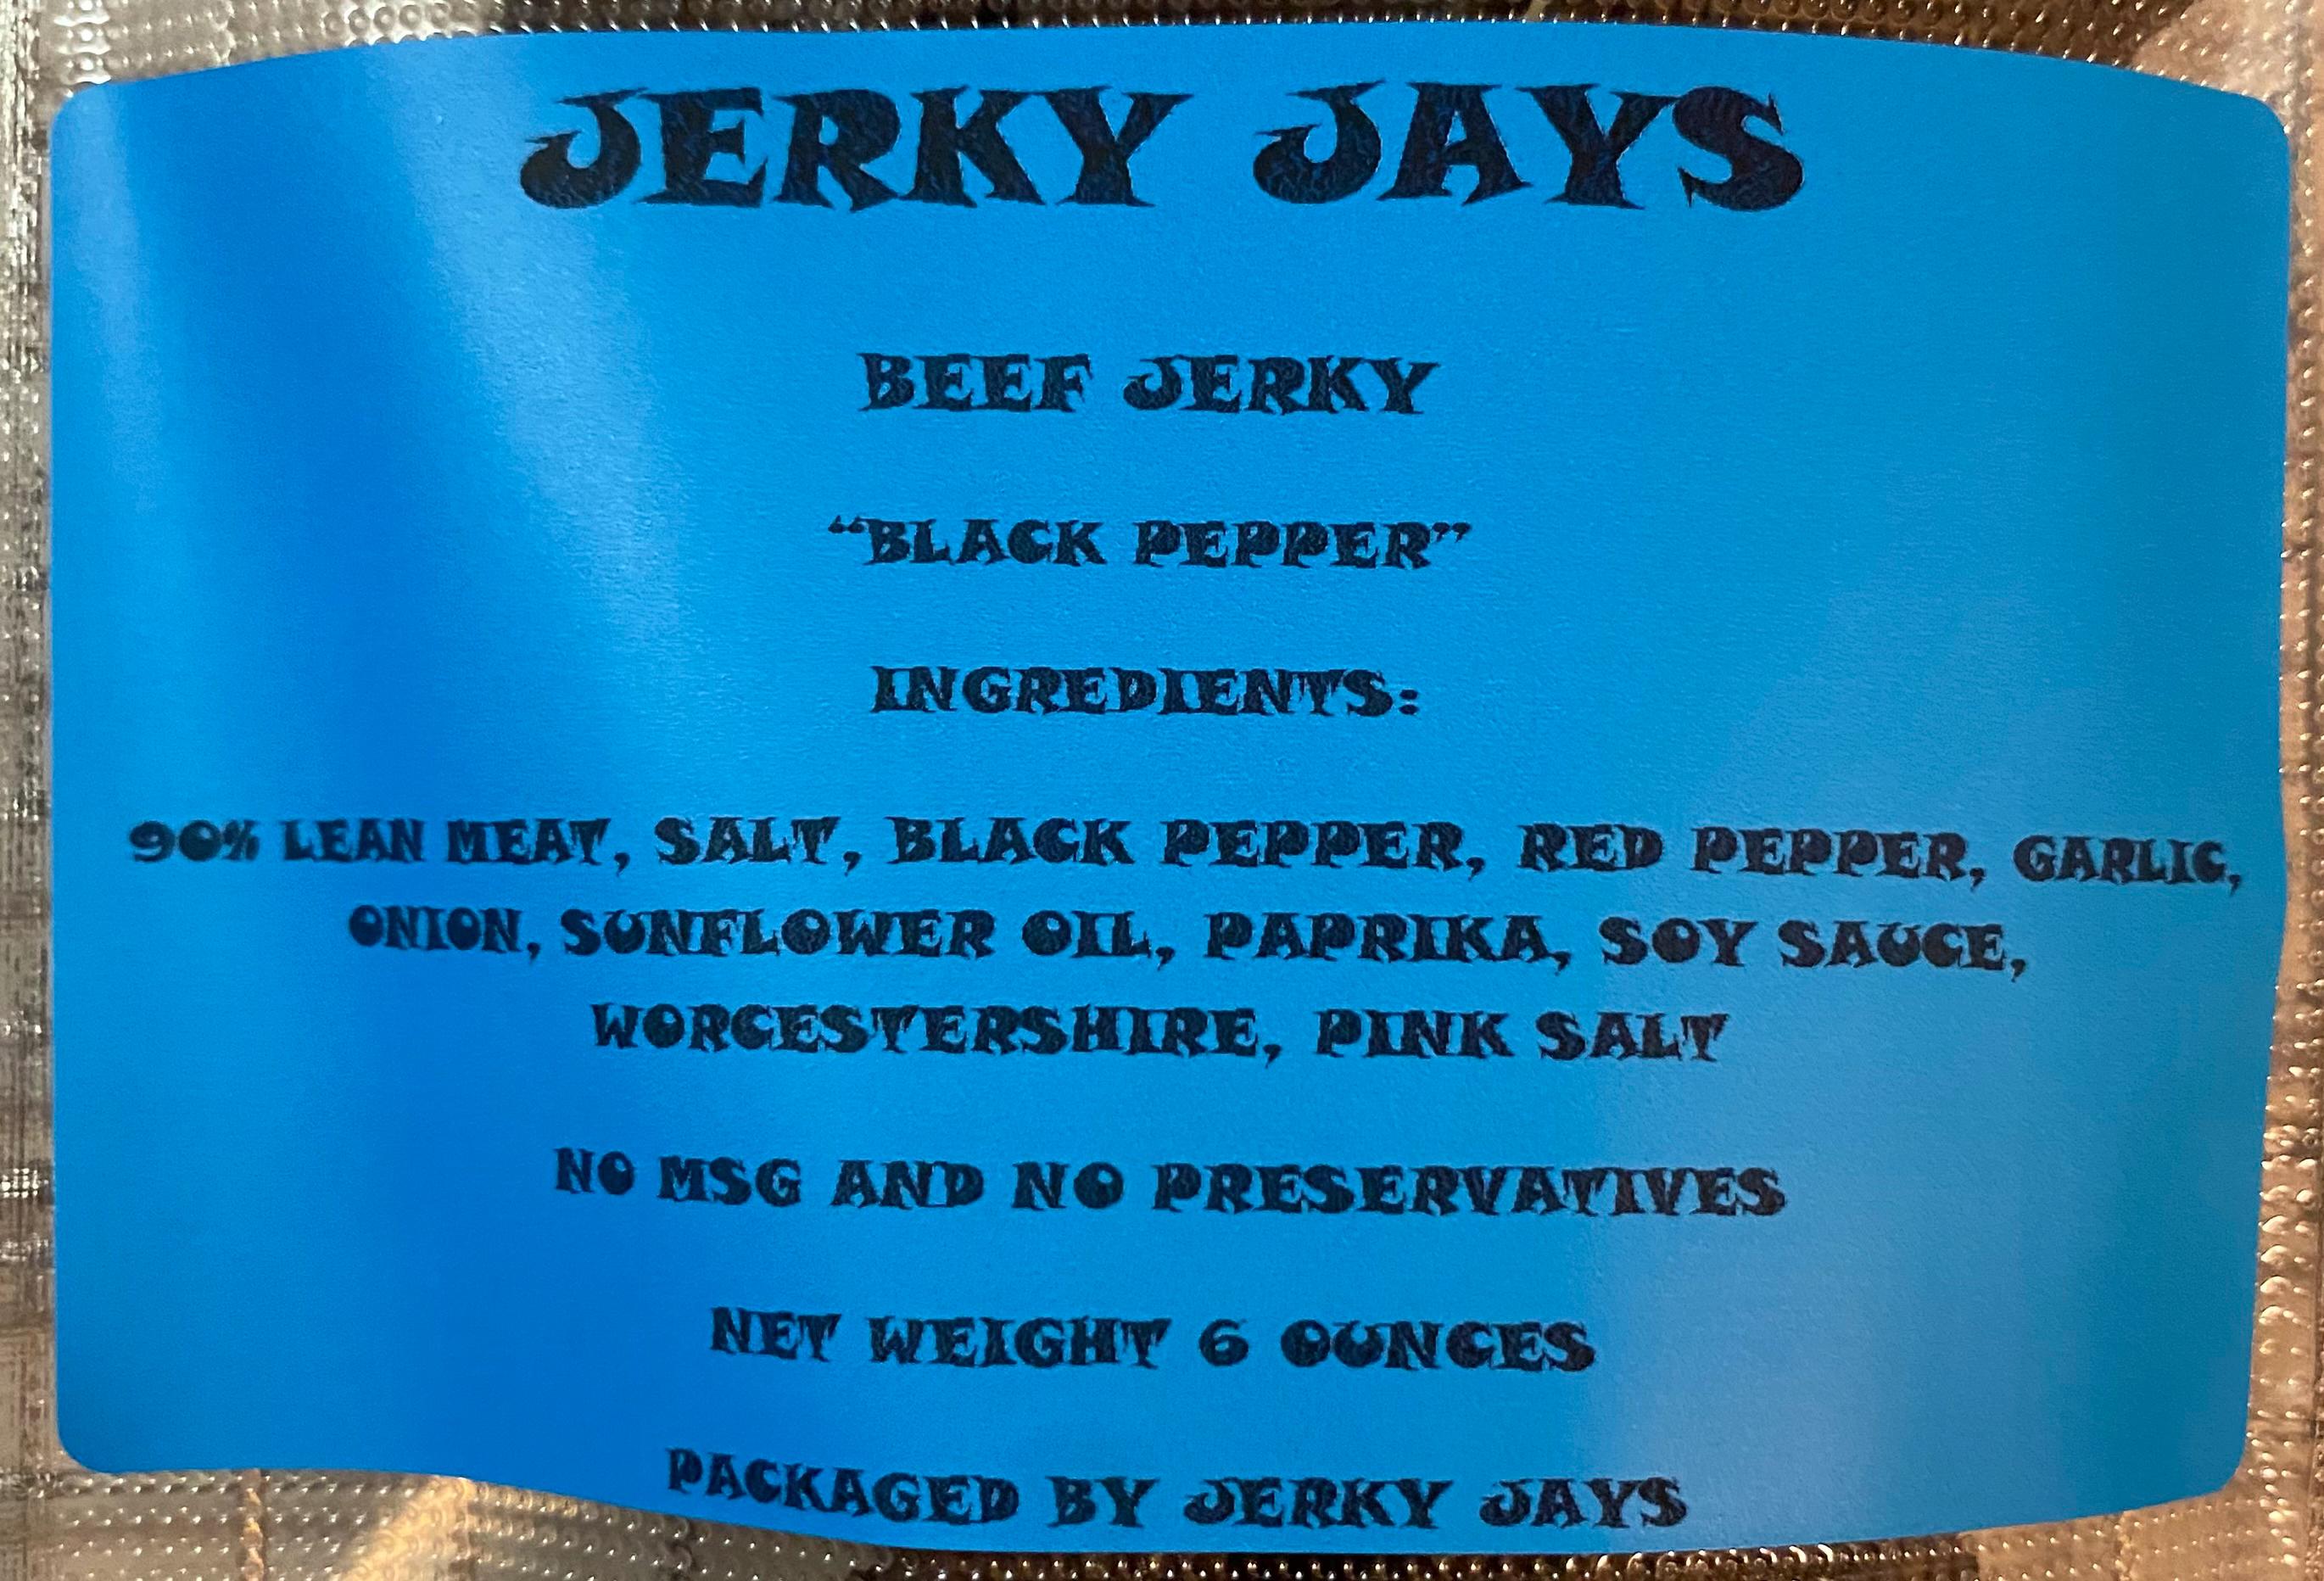 JERKY JAYS
BEEF JERKY
“BLACK PEPPER”
INGREDIENTS:
90% LEAN MEAT, SALT, BLACK PEPPER, RED PEPPER, GARLIC,
ONION, SUNFLOWER OIL, PAPRIKA, SOY SAUCE,
WORCESTERSHIRE, PINK SALT
NO MSG AND NO PRESERVATIVES
NET WEIGHT 6 OUNCES
PACKAGED BY JERKY JAYS